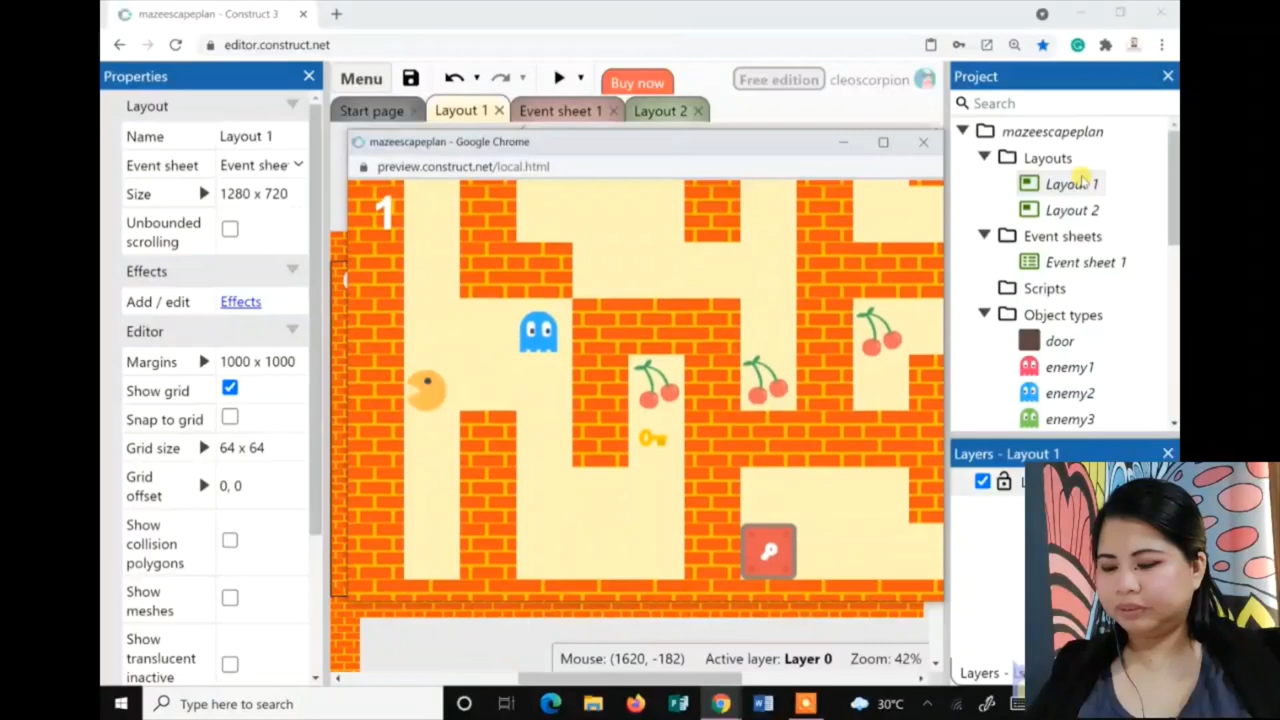 mazeescapeplan - Construct 3
editor.construct.net
Properties
Layout
Name Layout 1
Event sheet Event shee
Size 1280 x 720
Unbounded
scrolling
Effects
Add / edit Effects
Editor
Margins 1000 x 1000
Show grid
Snap to grid
Grid size 64 x 64
Grid
offset 0, 0
Show
collision
polygons
Show
meshes
Show
translucent
inactive
Menu
Buy now
Free edition
cleoscorpion
Start page
Layout 1
Event sheet 1
Layout 2
mazeescapeplan - Google Chrome
preview.construct.net/local.html
1
Mouse: (1620, -182) Active layer: Layer 0 Zoom: 42%
Project
Search
mazeescapeplan
Layouts
Layout 1
Layout 2
Event sheets
Event sheet 1
Scripts
Object types
door
enemy1
enemy2
enemy3
Layers - Layout 1
Layers -
Type here to search
30°C